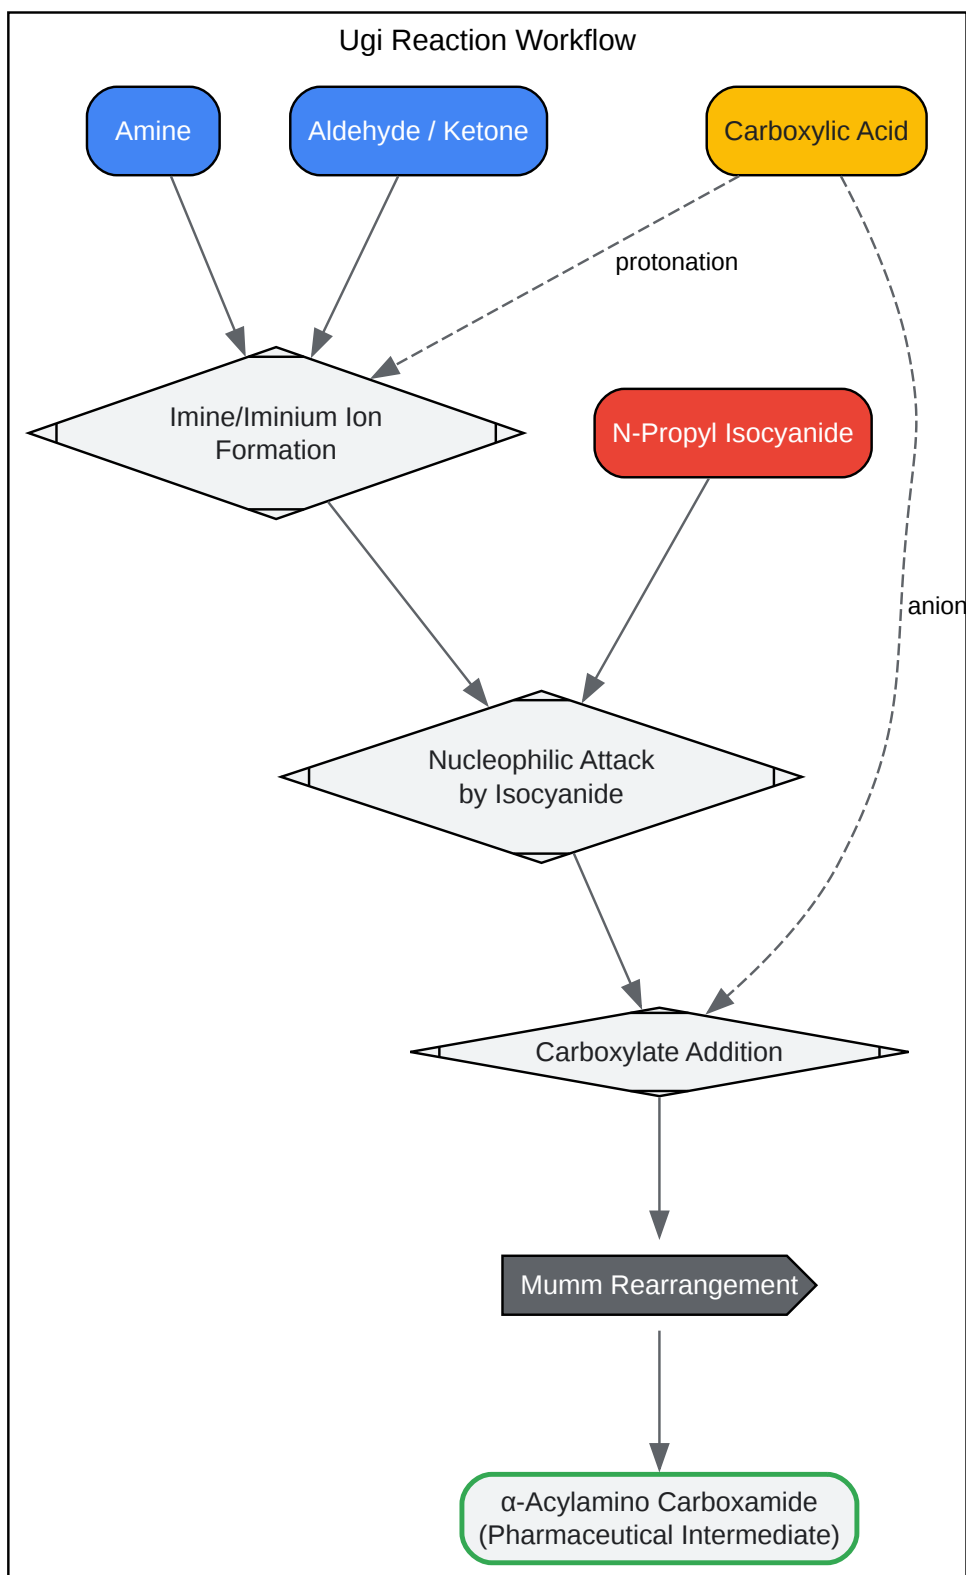 Ugi Reaction Workflow
Amine
Aldehyde / Ketone
Carboxylic Acid
protonation
Imine/Iminium Ion
Formation
N-Propyl Isocyanide
anion
Nucleophilic Attack
by Isocyanide
Carboxylate Addition
Mumm Rearrangement
α-Acylamino Carboxamide
(Pharmaceutical Intermediate)